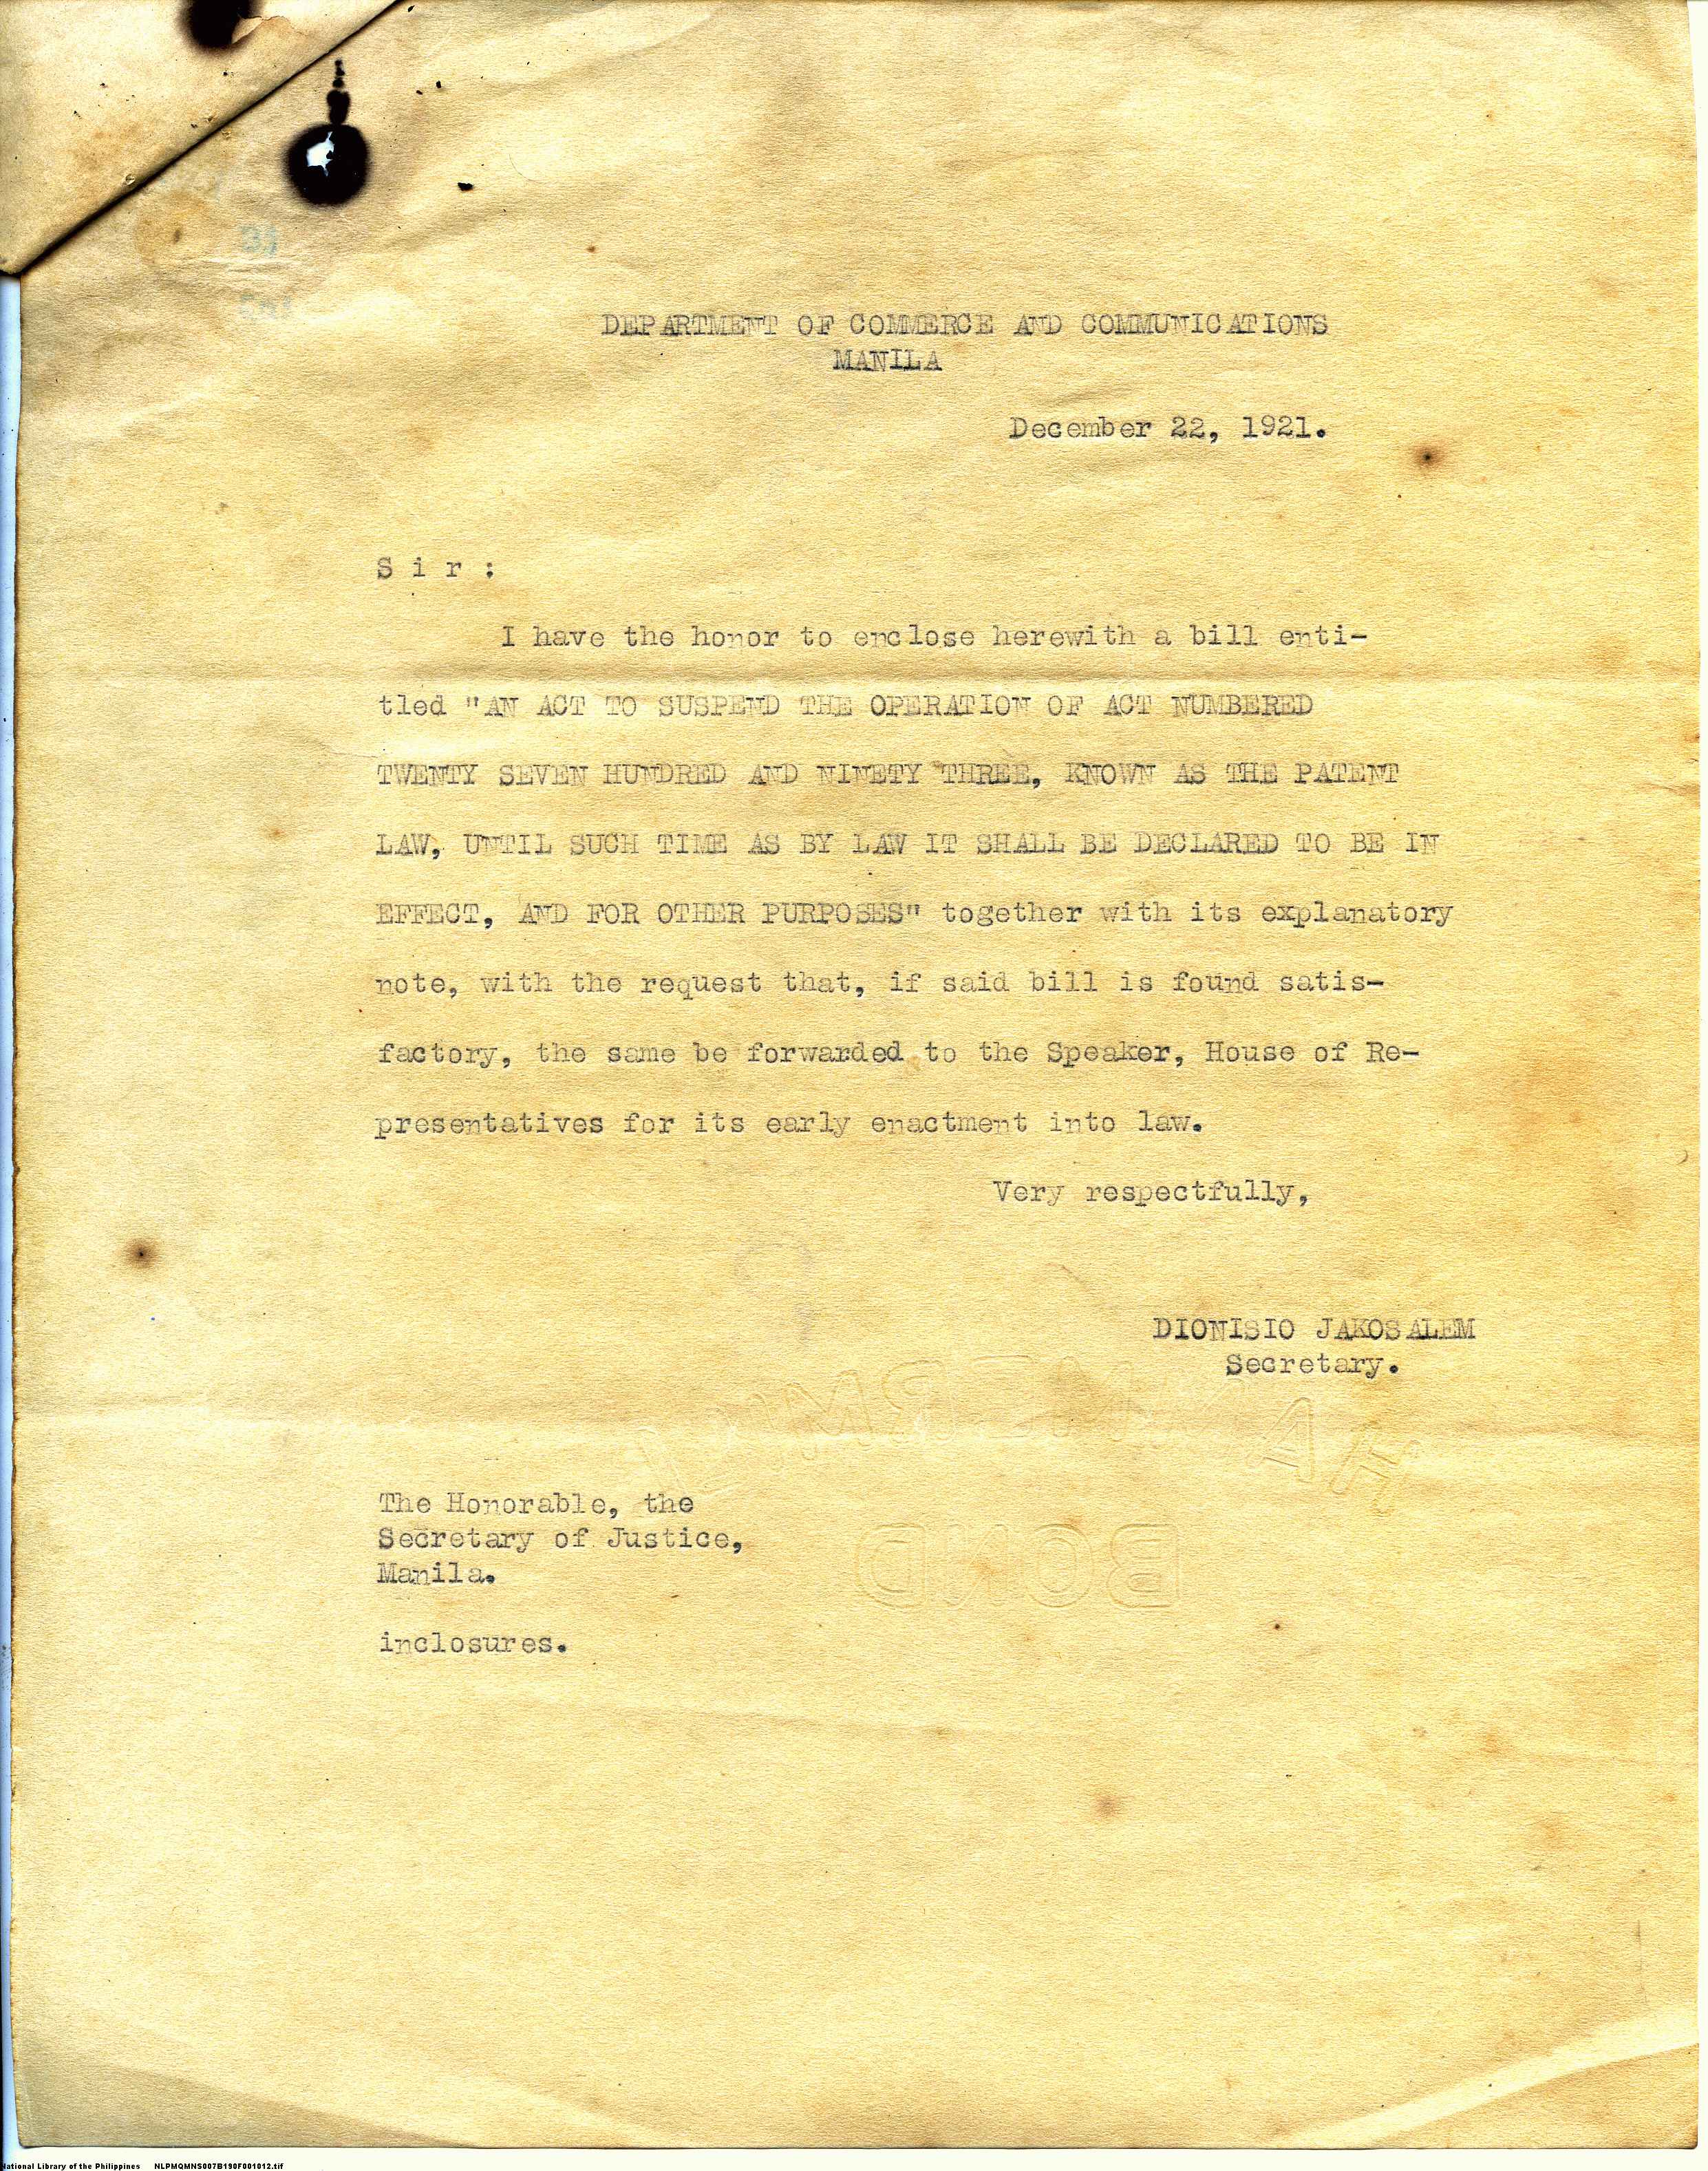 DEPARTMENT OF COMMERCE AND COMMUNICATIONS
MANILA
December 22, 1921.
S i r :
I have the honor to enclose herewith a bill enti-
tled "AN ACT TO SUSPEND THE OPERATION OF ACT NUMBERED
TWENTY SEVEN HUNDRED AND NINETY THREE, KNOWN AS THE PATENT
LAW, UNTIL SUCH TIME AS BY LAW IT SHALL BE DECLARED TO BE IN
EFFECT, AND FOR OTHER PURPOSES" together with its explanatory
note, with the request that, if said bill is found satis-
factory, the same be forwarded to the Speaker, House of Re-
presentatives for its early enactment into law.
Very respectfully,
DIONISIO JAKOSALEM
Secretary.
The Honorable, the
Secretary of Justice,
Manila.
inclosures.
BOND
National Library of the Philippines NLPMQMNS007B190F001012.tif